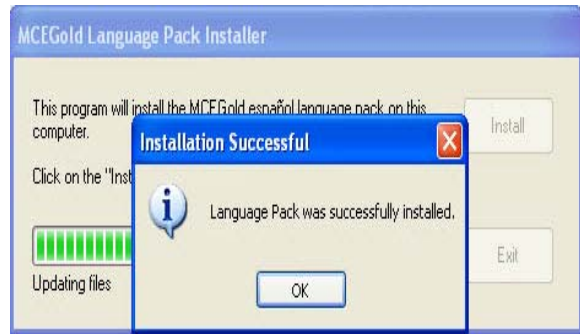 MCEGold Language Pack Installer
This program will install the MCEGold español language pack on this
computer.
Install
Installation Successful
Click on the "Inst
Language Pack was successfully installed.
Exit
Updating files
OK